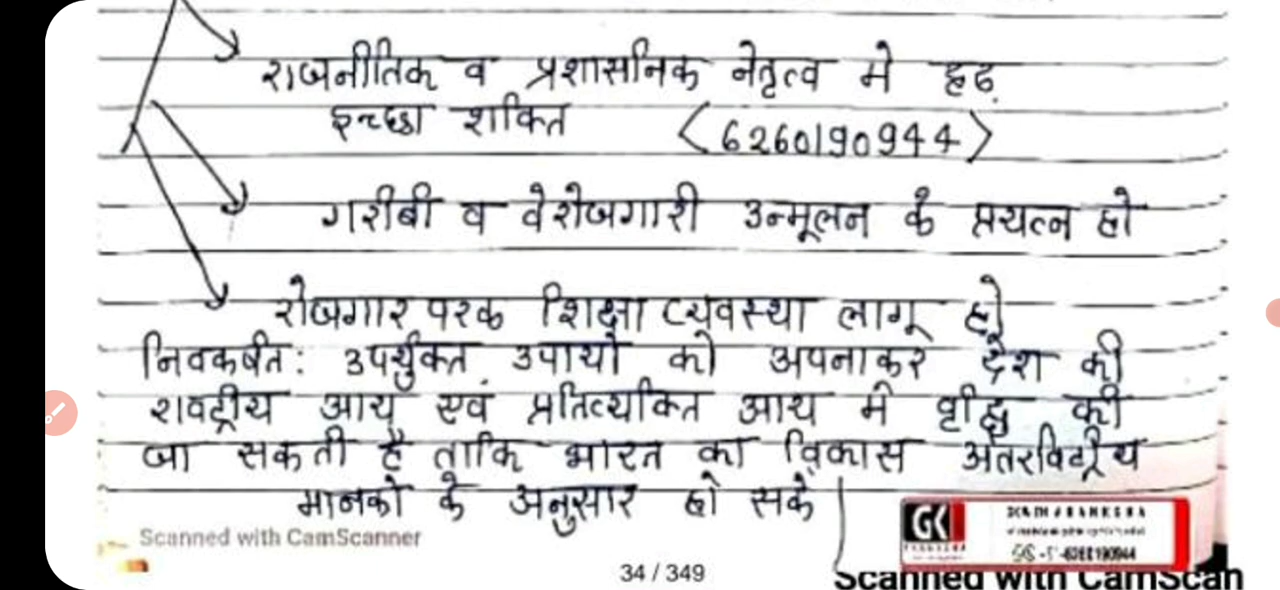 राजनीतिक व प्रशासनिक नेतृत्व मे दृढ़
इच्छा शक्ति <6260190944>
गरीबी व वेरोजगारी उन्मूलन के प्रयत्न हो
रोजगार परक शिक्षा व्यवस्था लागू हो
निष्कर्षत: उपर्युक्त उपायो को अपनाकर देश की
राष्ट्रीय आय एवं प्रतिव्यक्ति आय में वृद्धि की
जा सकती है ताकि भारत का विकास अंतरराष्ट्रीय
मानको के अनुसार हो सके |
Scanned with CamScanner
GK
34 / 349
Scanned with CamScan